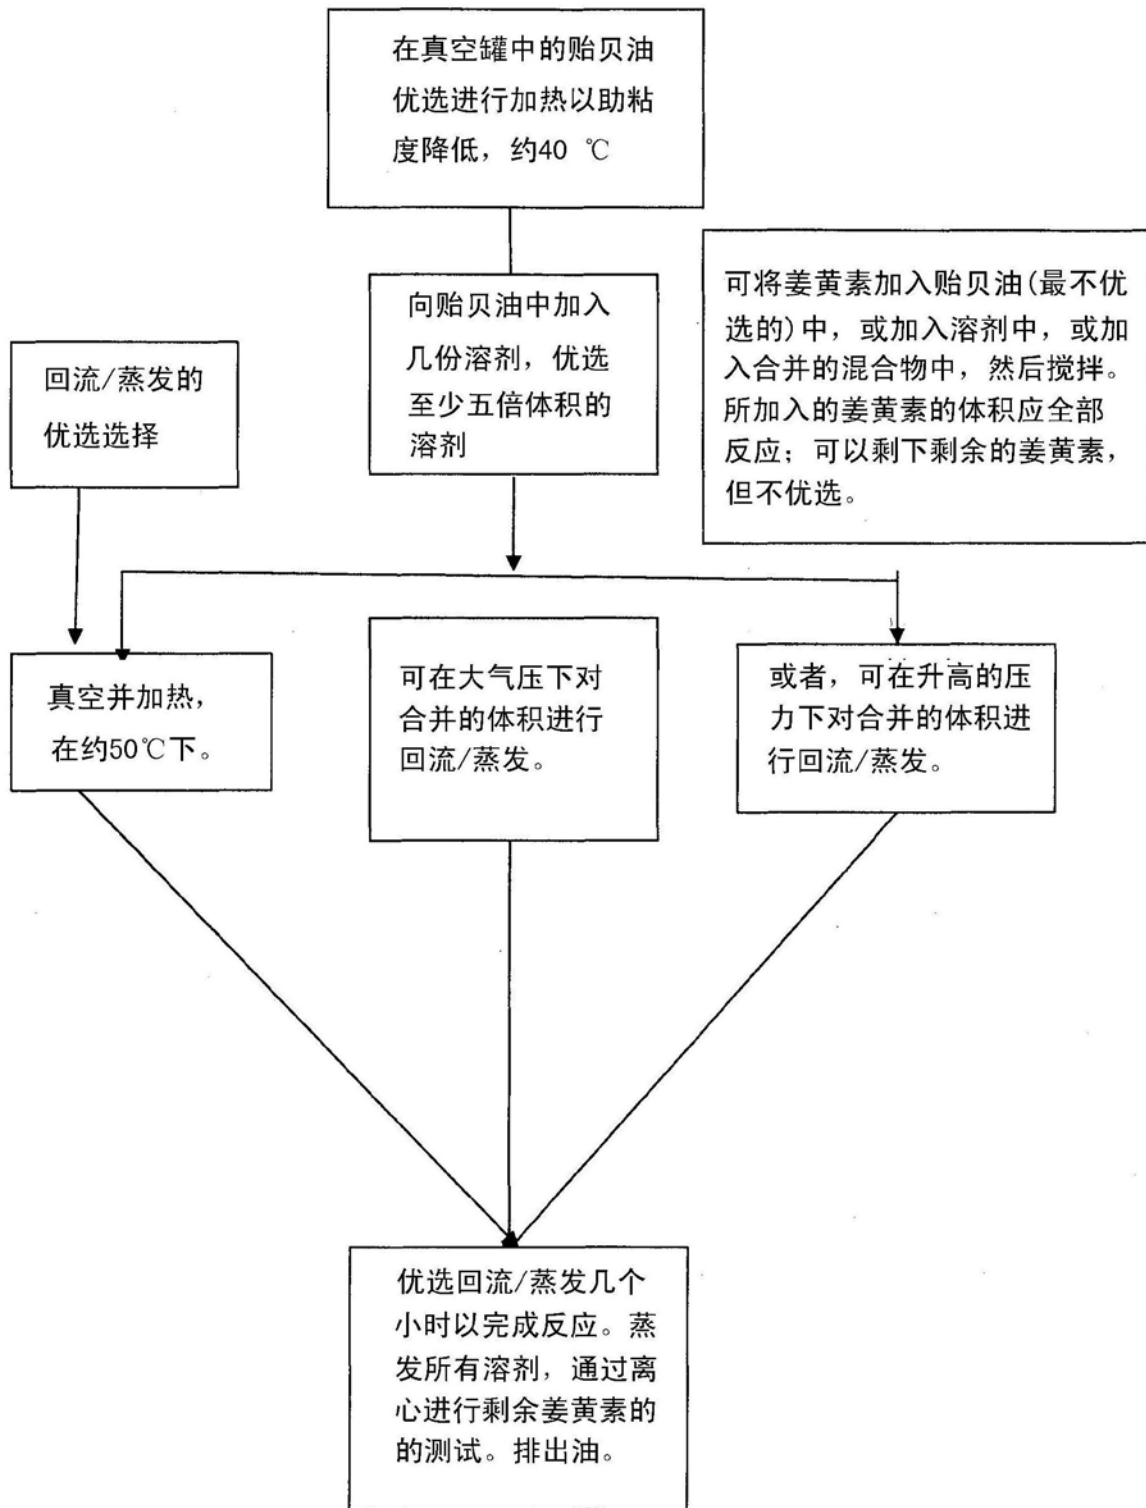 在真空罐中的贻贝油
优选进行加热以助粘
度降低，约40 ℃
向贻贝油中加入
几份溶剂，优选
至少五倍体积的
溶剂
可将姜黄素加入贻贝油(最不优
选的)中，或加入溶剂中，或加
入合并的混合物中，然后搅拌。
所加入的姜黄素的体积应全部
反应；可以剩下剩余的姜黄素，
但不优选。
回流/蒸发的
优选选择
真空并加热，
在约50℃下。
可在大气压下对
合并的体积进行
回流/蒸发。
或者，可在升高的压
力下对合并的体积进
行回流/蒸发。
优选回流/蒸发几个
小时以完成反应。蒸
发所有溶剂，通过离
心进行剩余姜黄素的
的测试。排出油。